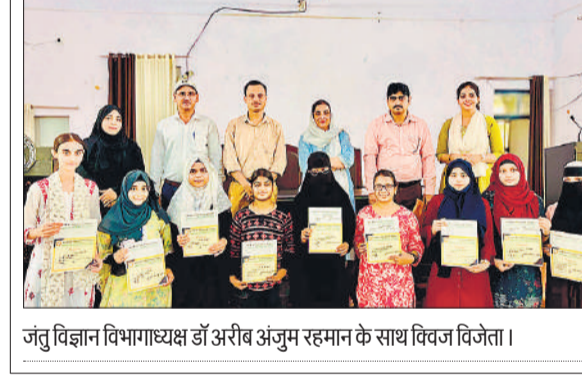 जंतु विज्ञान विभागाध्यक्ष डॉ अरीब अंजुम रहमान के साथ क्विज विजेता ।